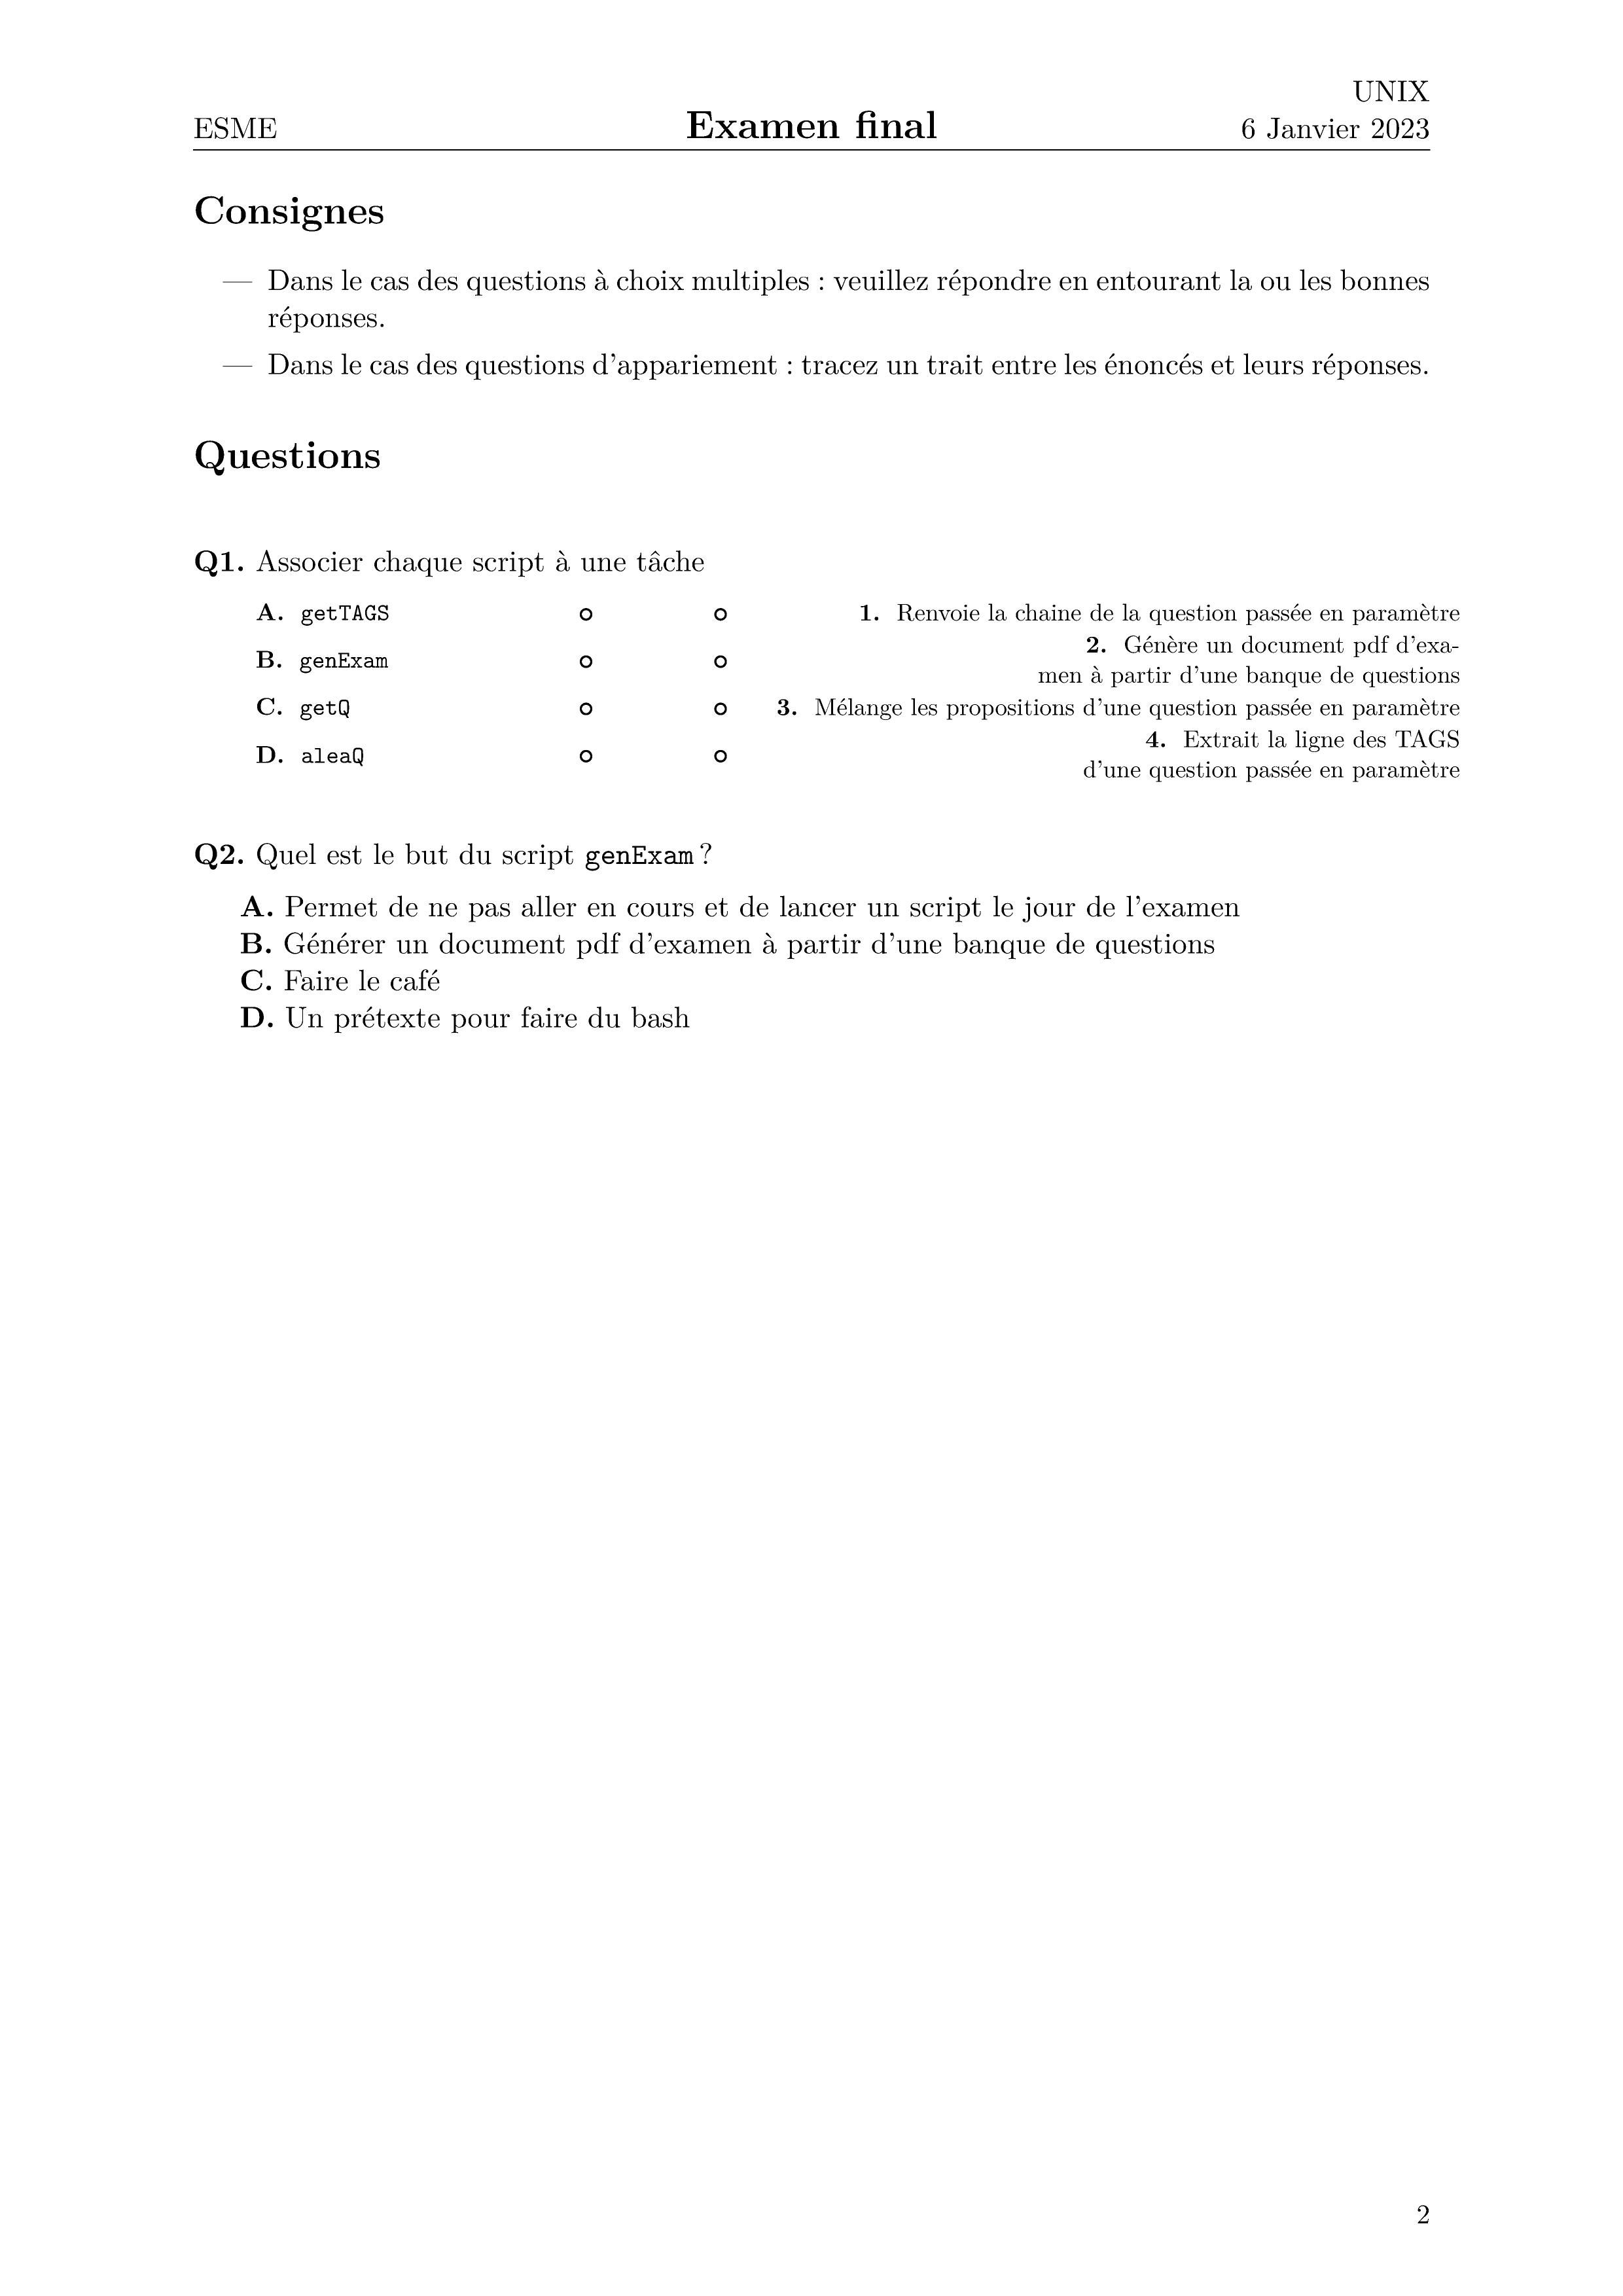 UNIX
ESME Examen final 6 Janvier 2023
Consignes
— Dans le cas des questions à choix multiples : veuillez répondre en entourant la ou les bonnes
réponses.
— Dans le cas des questions d'appariement : tracez un trait entre les énoncés et leurs réponses.
Questions
Q1. Associer chaque script à une tâche
A. getTAGS
1. Renvoie la chaine de la question passée en paramètre
B. genExam
2. Génère un document pdf d'exa-
men à partir d'une banque de questions
C. getQ
3. Mélange les propositions d'une question passée en paramètre
D. aleaQ
4. Extrait la ligne des TAGS
d'une question passée en paramètre
Q2. Quel est le but du script genExam ?
A. Permet de ne pas aller en cours et de lancer un script le jour de l'examen
B. Générer un document pdf d'examen à partir d'une banque de questions
C. Faire le café
D. Un prétexte pour faire du bash
2